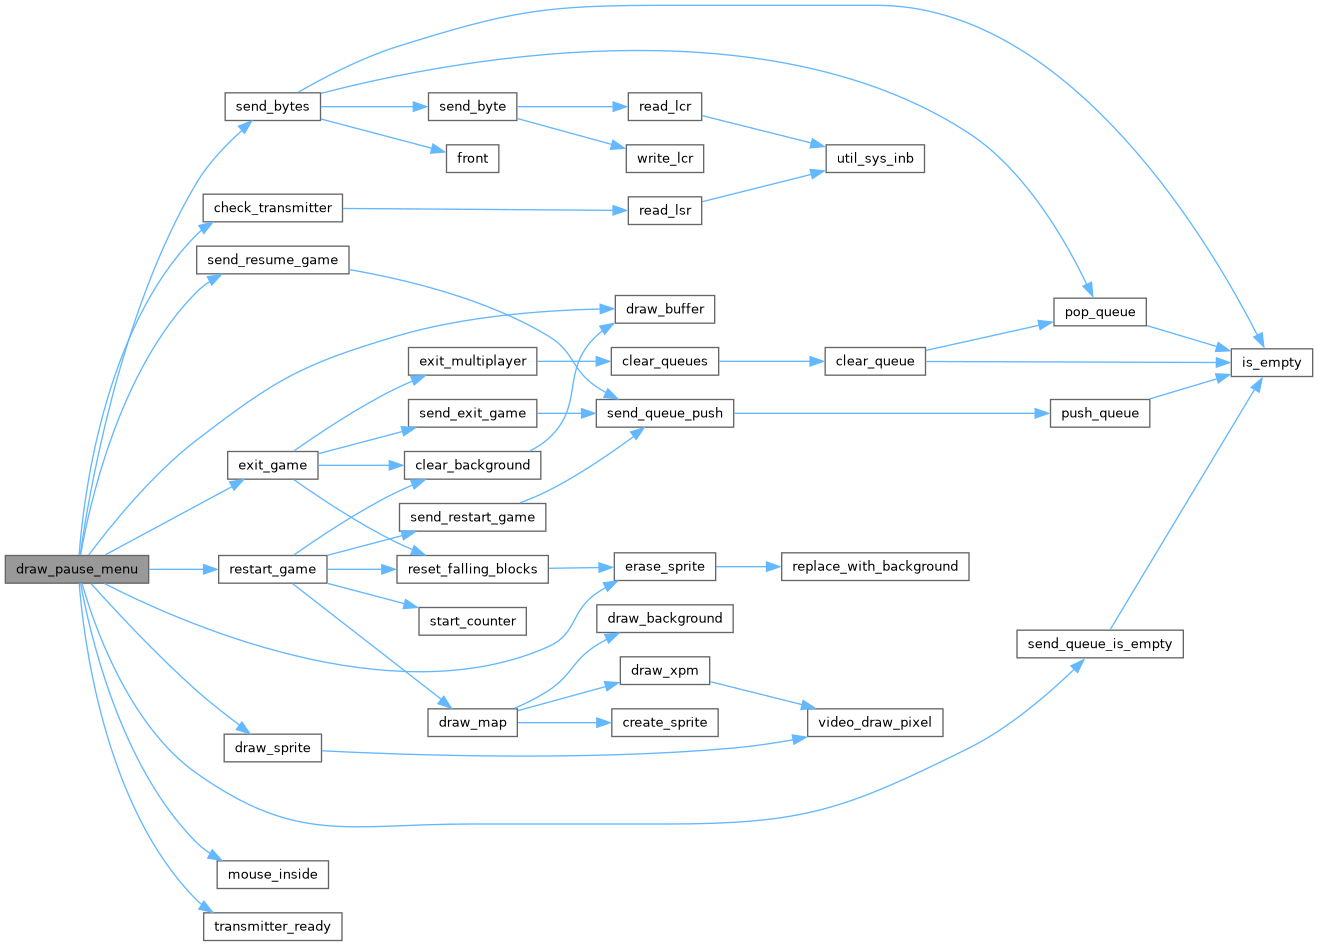 send_bytes
send_byte
read_lcr
front
write_lcr
util_sys_inb
check_transmitter
read_lsr
send_resume_game
draw_buffer
pop_queue
exit_multiplayer
clear_queues
clear_queue
is_empty
send_exit_game
send_queue_push
push_queue
exit_game
clear_background
send_restart_game
draw_pause_menu
restart_game
reset_falling_blocks
erase_sprite
replace_with_background
start_counter
draw_background
send_queue_is_empty
draw_xpm
draw_map
create_sprite
video_draw_pixel
draw_sprite
mouse_inside
transmitter_ready